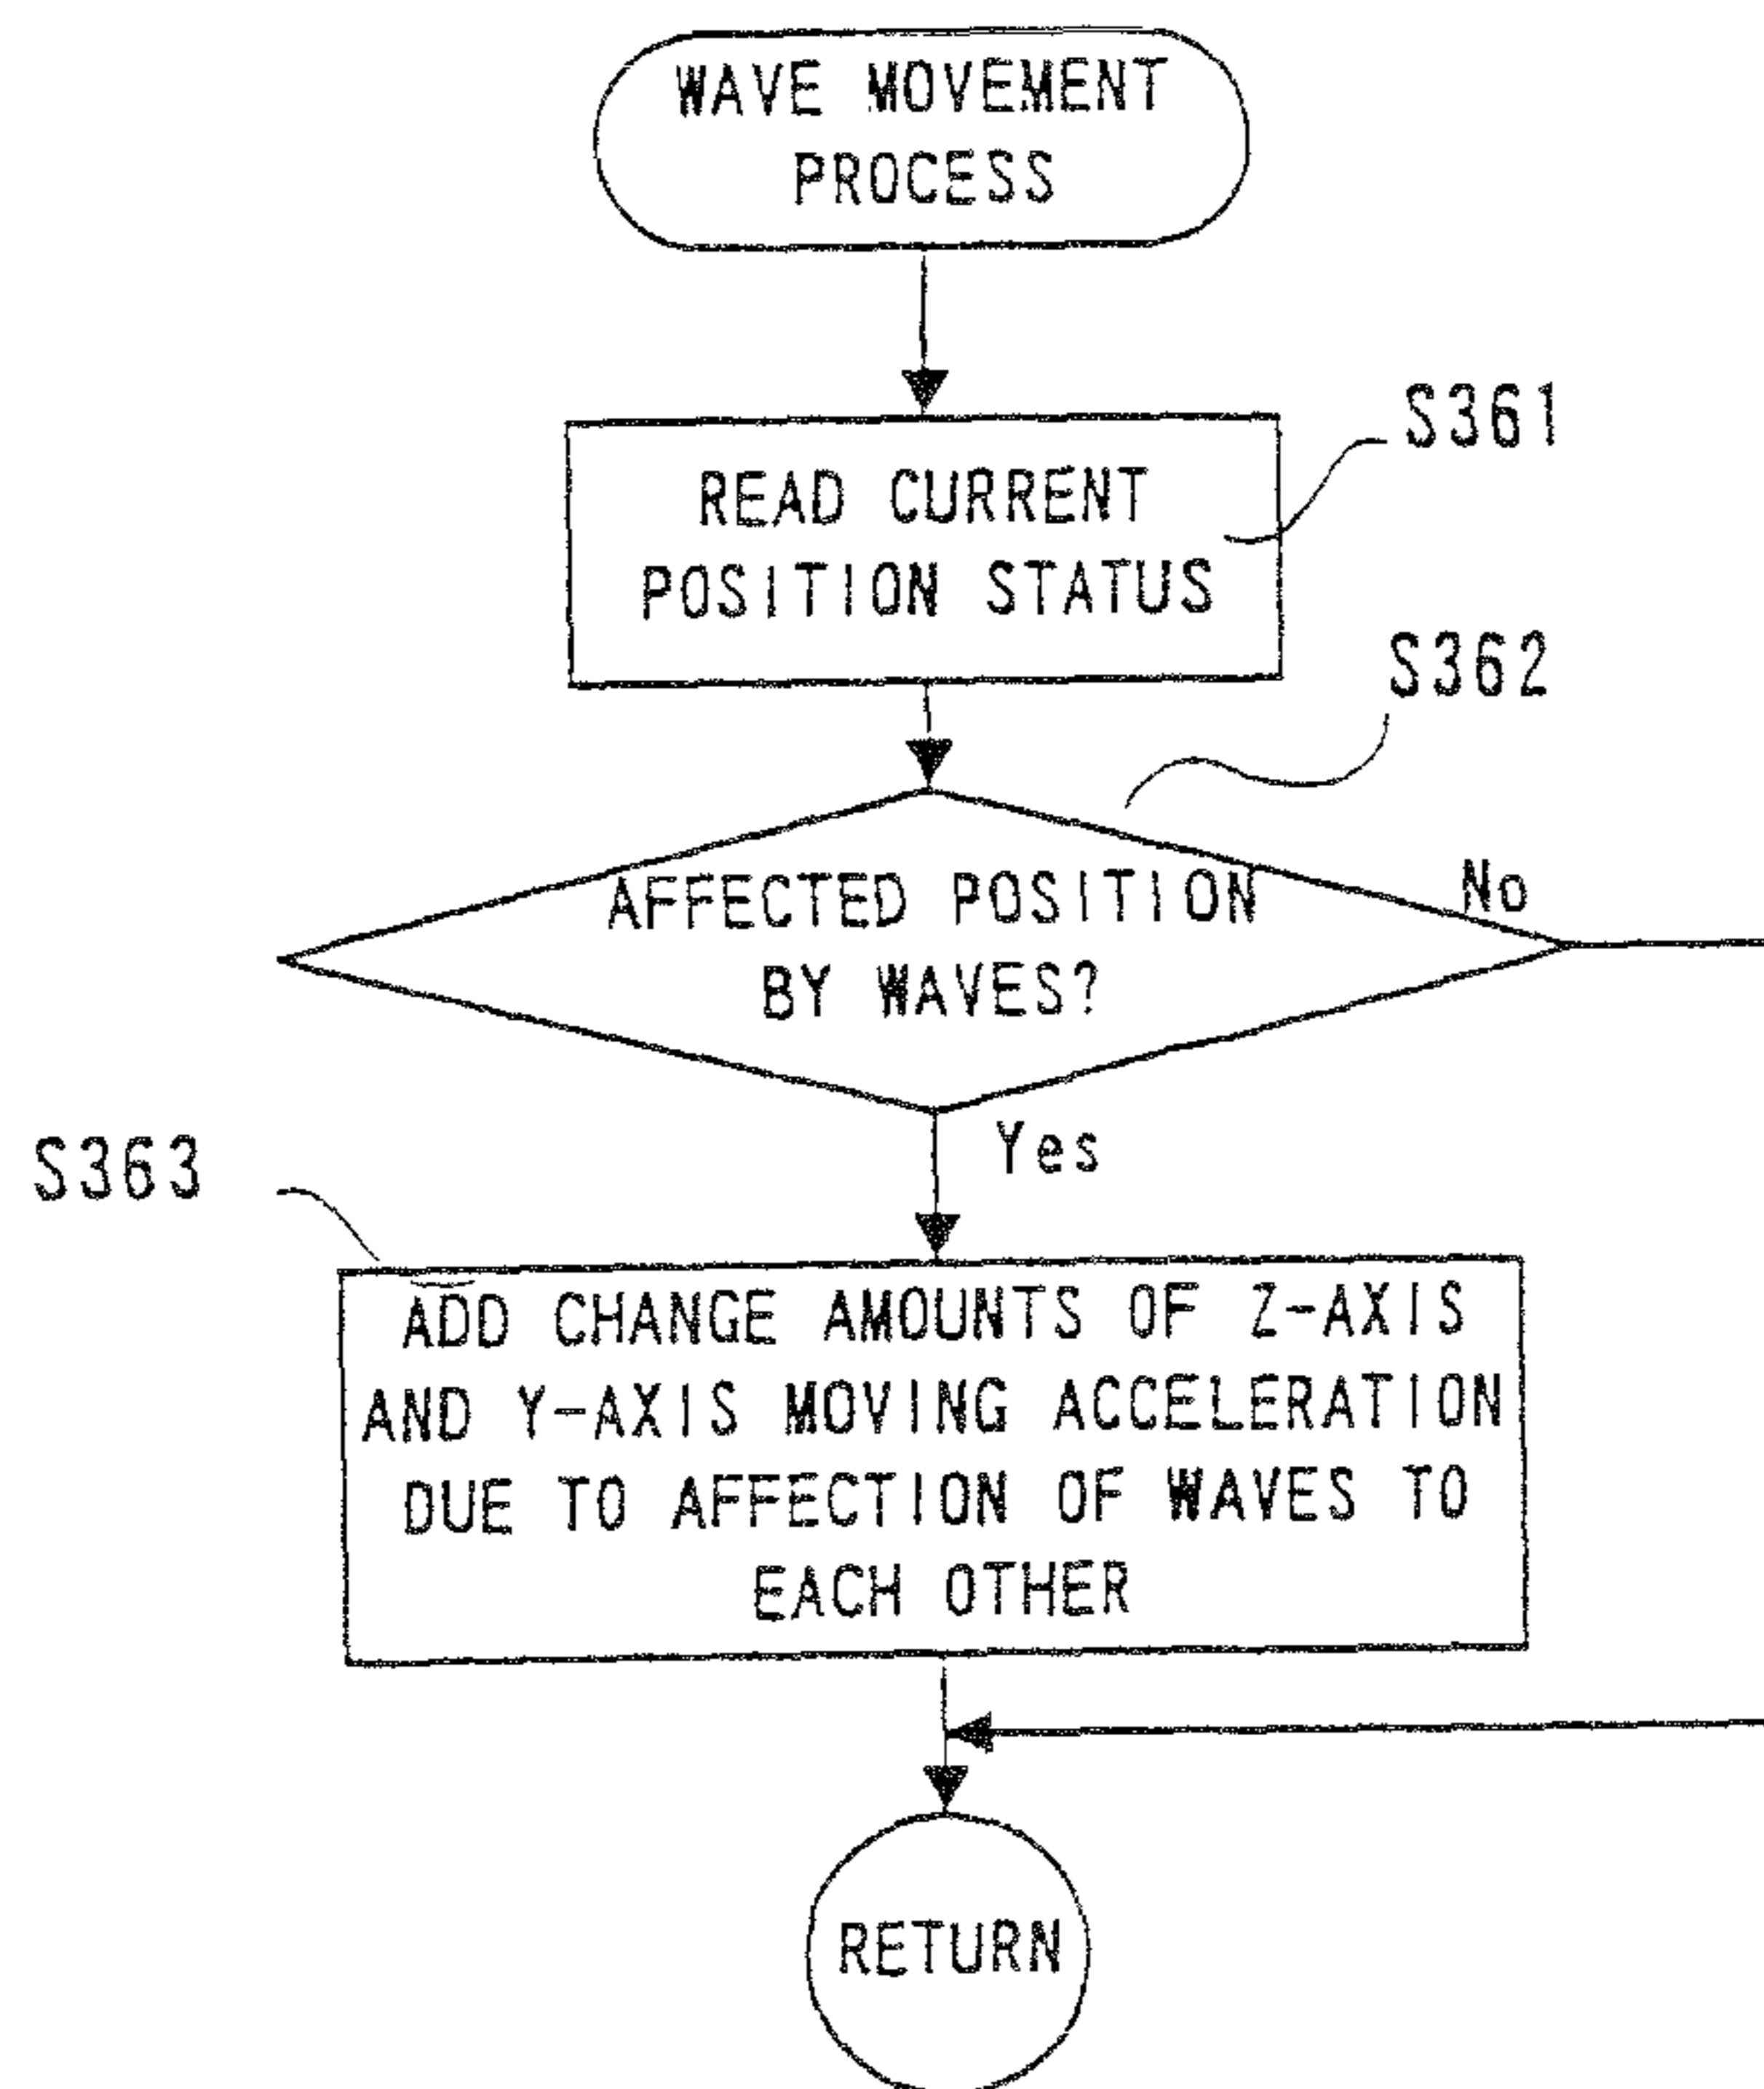 WAVE MOVEMENT
PROCESS
S361
READ CURRENT
POSITION STATUS
S362
AFFECTED POSITION
BY WAVES?
No
Yes
S363
ADD CHANGE AMOUNTS OF Z-AXIS
AND Y-AXIS MOVING ACCELERATION
DUE TO AFFECTION OF WAVES TO
EACH OTHER
RETURN